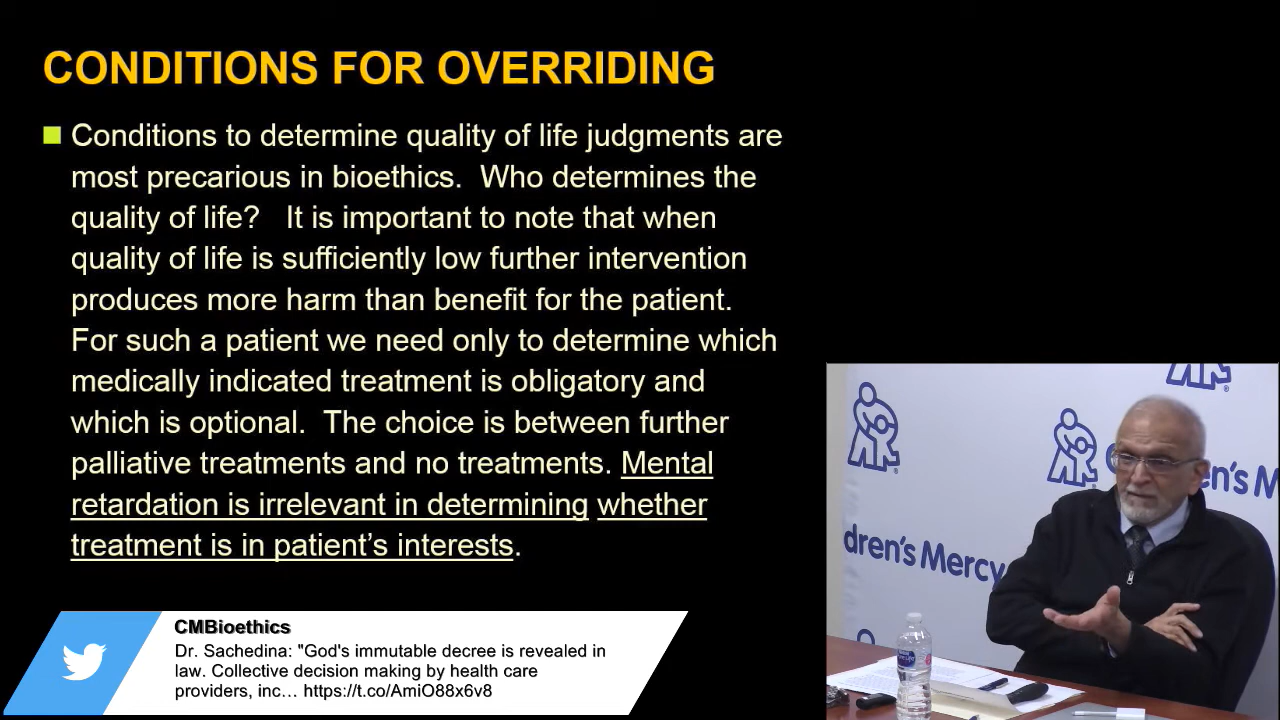 CONDITIONS FOR OVERRIDING
Conditions to determine quality of life judgments are
most precarious in bioethics. Who determines the
quality of life? It is important to note that when
quality of life is sufficiently low further intervention
produces more harm than benefit for the patient.
For such a patient we need only to determine which
medically indicated treatment is obligatory and
which is optional. The choice is between further
palliative treatments and no treatments. Mental
retardation is irrelevant in determining whether
treatment is in patient's interests.
en's M
dren's Mercy
CMBioethics
Dr. Sachedina: "God's immutable decree is revealed in
law. Collective decision making by health care
providers, inc… https://t.co/AmiO88x6v8